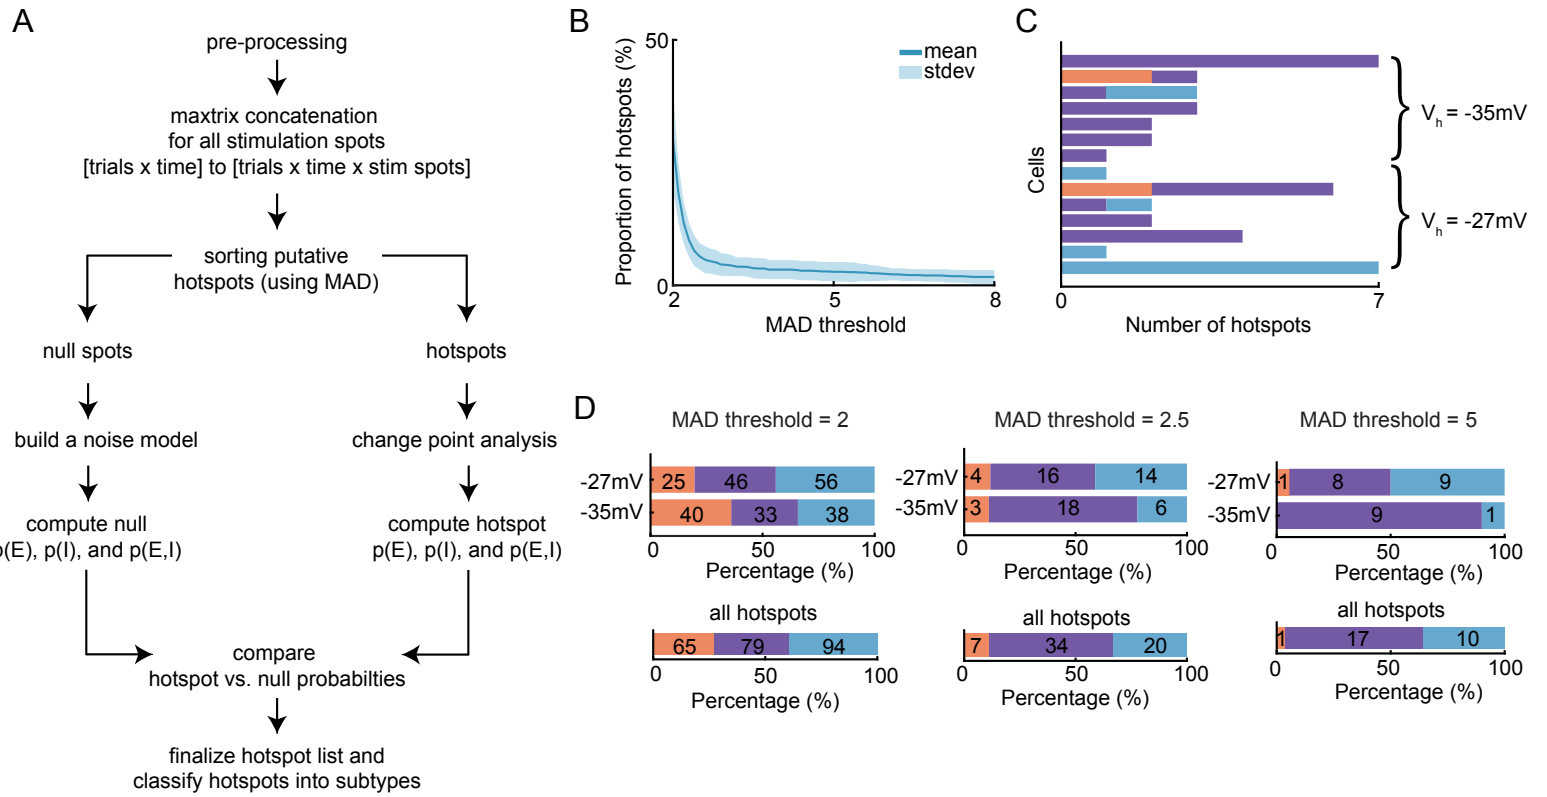 A
pre-processing
maxtrix concatenation
for all stimulation spots
[trials x time] to [trials x time x stim spots]
sorting putative
hotspots (using MAD)
null spots
hotspots
build a noise model
change point analysis
compute null
p(E), p(I), and p(E,I)
compute hotspot
p(E), p(I), and p(E,I)
compare
hotspot vs. null probabilties
finalize hotspot list and
classify hotspots into subtypes
B
Proportion of hotspots (%)
50
0
2
5
8
MAD threshold
mean
stdev
C
Cells
0
7
Number of hotspots
Vh = -35mV
Vh = -27mV
D
MAD threshold = 2
-27mV
25
46
56
-35mV
40
33
38
0
50
100
Percentage (%)
all hotspots
65
79
94
0
50
100
Percentage (%)
MAD threshold = 2.5
-27mV
4
16
14
-35mV
3
18
6
0
50
100
Percentage (%)
all hotspots
7
34
20
0
50
100
Percentage (%)
MAD threshold = 5
-27mV
1
8
9
-35mV
9
1
0
50
100
Percentage (%)
all hotspots
1
17
10
0
50
100
Percentage (%)